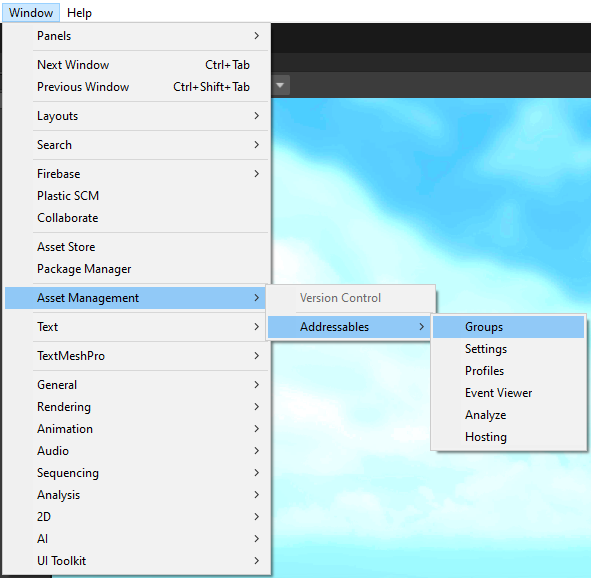 Window Help
Panels
Next Window Ctrl+Tab
Previous Window Ctrl+Shift+Tab
Layouts
Search
Firebase
Plastic SCM
Collaborate
Asset Store
Package Manager
Asset Management
Text
TextMeshPro
General
Rendering
Animation
Audio
Sequencing
Analysis
2D
AI
UI Toolkit
Version Control
Addressables
Groups
Settings
Profiles
Event Viewer
Analyze
Hosting